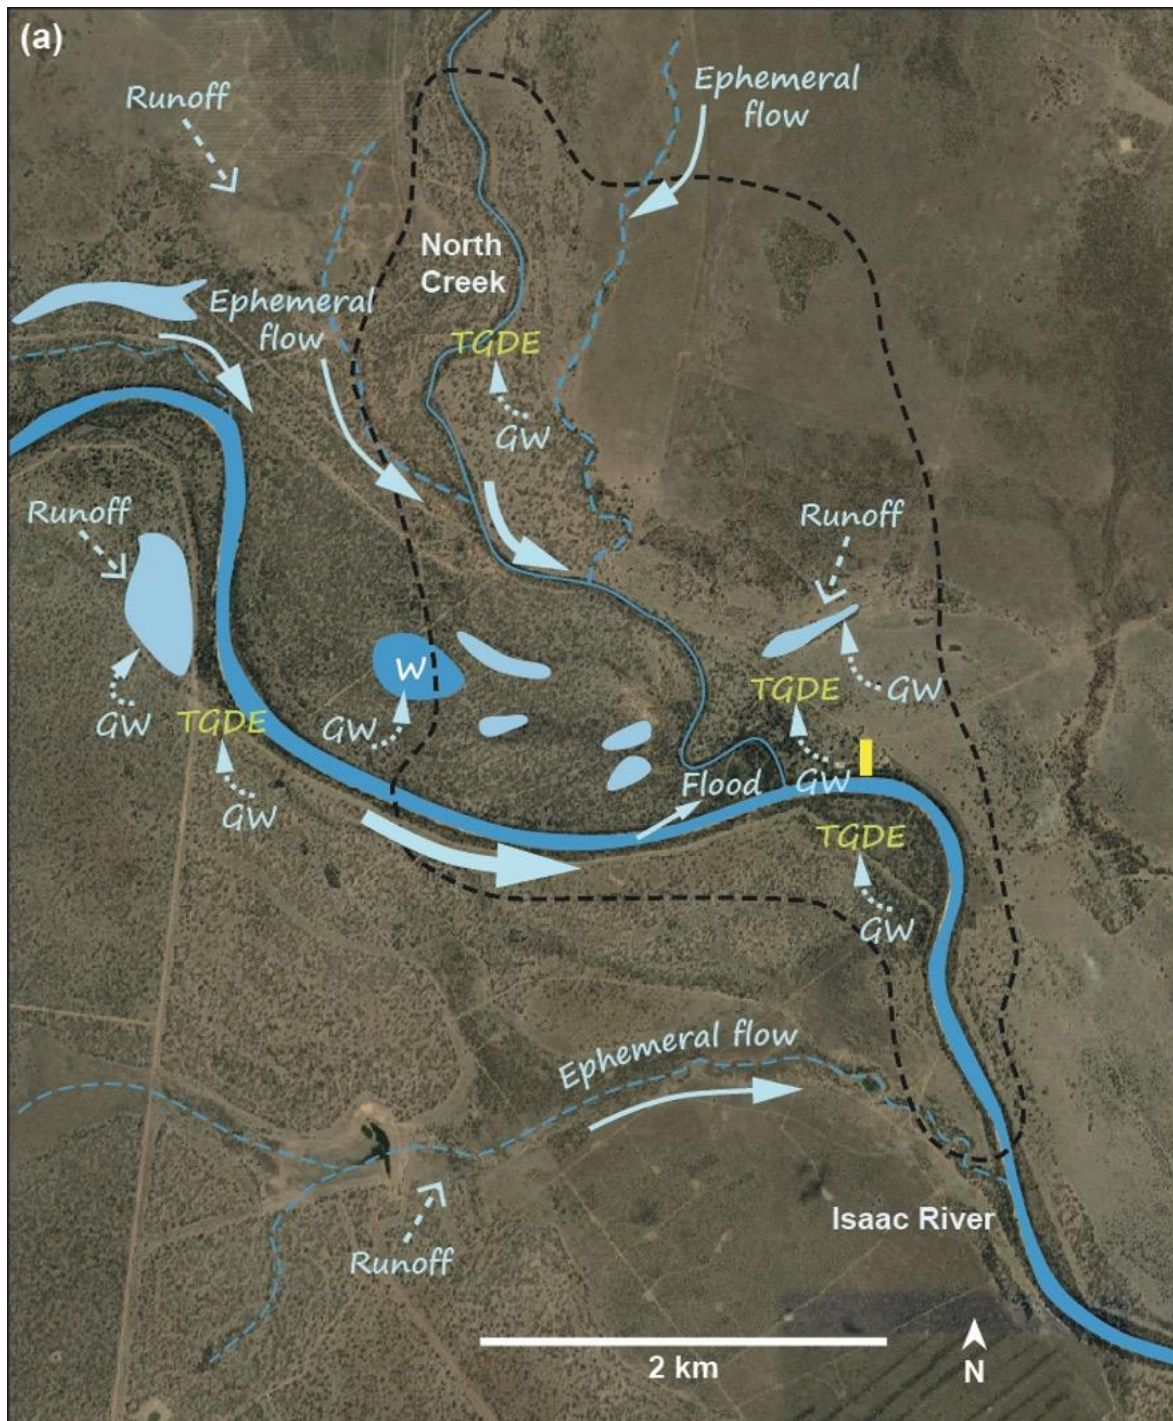 (a)
Runoff
Ephemeral
flow
North
Creek
Ephemeral
flow
TGDE
GW
Runoff
Runoff
W
GW
TGDE
GW
TGDE
GW
GW
Flood
GW
TGDE
GW
Ephemeral flow
Runoff
Isaac River
2 km
N